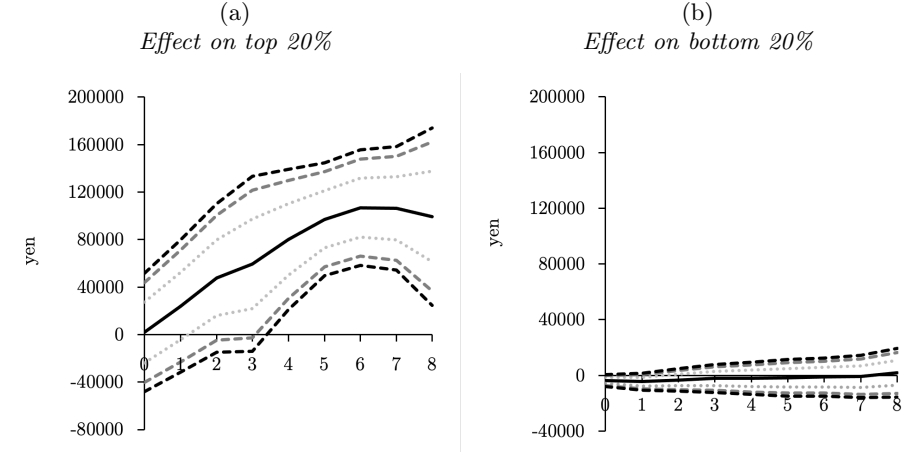 (a)
Effect on top 20%
200000
160000
120000
80000
40000
0
-40000
-80000
yen
0 1 2 3 4 5 6 7 8
(b)
Effect on bottom 20%
200000
160000
120000
80000
40000
0
-40000
yen
0 1 2 3 4 5 6 7 8